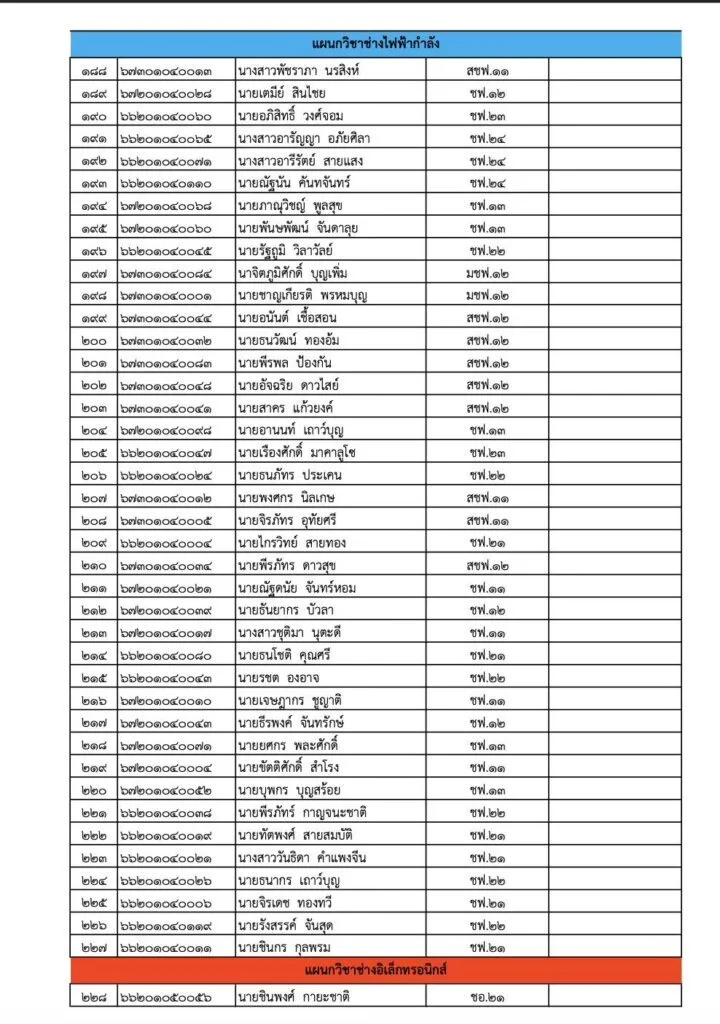 แผนกวิชาช่างไฟฟ้ากำลัง
๑๘๘ ๖๗๓๐๑๐๔๐๐๑๓ นางสาวพัชราภา นรสิงห์ สชฟ.๑๑
๑๘๙ ๖๗๒๐๑๐๔๐๐๒๘ นายเตมีย์ สินไชย ชฟ.๑๒
๑๙๐ ๖๖๒๐๑๐๔๐๐๖๐ นายอภิสิทธิ์ วงศ์จอม ชฟ.๒๓
๑๙๑ ๖๖๒๐๑๐๔๐๐๖๕ นางสาวอารัญญา อภัยศิลา ชฟ.๒๔
๑๙๒ ๖๖๒๐๑๐๔๐๐๗๑ นางสาวอารีรัตย์ สายแสง ชฟ.๒๔
๑๙๓ ๖๖๒๐๑๐๔๐๑๑๐ นายณัฐนัน คันทจันทร์ ชฟ.๒๔
๑๙๔ ๖๗๒๐๑๐๔๐๐๖๘ นายภาณุวิชญ์ พูลสุข ชฟ.๑๓
๑๙๕ ๖๗๒๐๑๐๔๐๐๖๐ นายพันษพัฒน์ จันดาลุย ชฟ.๑๓
๑๙๖ ๖๖๒๐๑๐๔๐๐๔๕ นายรัฐภูมิ วิลาวัลย์ ชฟ.๒๒
๑๙๗ ๖๗๓๐๑๐๔๐๐๘๔ นาจิตภูมิศักดิ์ บุญเพิ่ม มชฟ.๑๒
๑๙๘ ๖๗๓๐๑๐๔๐๐๐๑ นายชาญเกียรติ พรหมบุญ มชฟ.๑๒
๑๙๙ ๖๗๓๐๑๐๔๐๐๔๔ นายอนันต์ เชื้อสอน สชฟ.๑๒
๒๐๐ ๖๗๓๐๑๐๔๐๐๓๒ นายธนวัฒน์ ทองอ้ม สชฟ.๑๒
๒๐๑ ๖๗๓๐๑๐๔๐๐๘๓ นายพีรพล ป้องกัน สชฟ.๑๒
๒๐๒ ๖๗๓๐๑๐๔๐๐๔๘ นายอัจฉริย ดาวไสย์ สชฟ.๑๒
๒๐๓ ๖๗๓๐๑๐๔๐๐๔๑ นายสาคร แก้วยงค์ สชฟ.๑๒
๒๐๔ ๖๗๒๐๑๐๔๐๐๙๘ นายอานนท์ เถาว์บุญ ชฟ.๑๓
๒๐๕ ๖๖๒๐๑๐๔๐๐๔๗ นายเรืองศักดิ์ มาคาลูโซ ชฟ.๒๓
๒๐๖ ๖๖๒๐๑๐๔๐๐๒๔ นายธนภัทร ประเคน ชฟ.๒๒
๒๐๗ ๖๗๓๐๑๐๔๐๐๑๒ นายพงศกร นิลเกษ สชฟ.๑๑
๒๐๘ ๖๗๓๐๑๐๔๐๐๐๕ นายจิรภัทร อุทัยศรี สชฟ.๑๑
๒๐๙ ๖๖๒๐๑๐๔๐๐๐๔ นายไกรวิทย์ สายทอง ชฟ.๒๑
๒๑๐ ๖๗๓๐๑๐๔๐๐๓๔ นายพีรภัทร ดาวสุข สชฟ.๑๒
๒๑๑ ๖๗๒๐๑๐๔๐๐๒๑ นายณัฐดนัย จันทร์หอม ชฟ.๑๑
๒๑๒ ๖๗๒๐๑๐๔๐๐๓๙ นายธันยากร บัวลา ชฟ.๑๒
๒๑๓ ๖๗๒๐๑๐๔๐๐๑๗ นางสาวชุติมา นุตะดี ชฟ.๑๑
๒๑๔ ๖๖๒๐๑๐๔๐๐๘๐ นายธนโชติ คุณศรี ชฟ.๒๑
๒๑๕ ๖๖๒๐๑๐๔๐๐๔๓ นายรชต องอาจ ชฟ.๒๒
๒๑๖ ๖๗๒๐๑๐๔๐๐๑๐ นายเจษฎากร ชูญาติ ชฟ.๑๑
๒๑๗ ๖๗๒๐๑๐๔๐๐๔๓ นายธีรพงค์ จันทรักษ์ ชฟ.๑๒
๒๑๘ ๖๗๒๐๑๐๔๐๐๗๑ นายยศกร พละศักดิ์ ชฟ.๑๓
๒๑๙ ๖๗๒๐๑๐๔๐๐๐๔ นายขัตติศักดิ์ สำโรง ชฟ.๑๑
๒๒๐ ๖๗๒๐๑๐๔๐๐๕๒ นายบุพกร บุญสร้อย ชฟ.๑๓
๒๒๑ ๖๖๒๐๑๐๔๐๐๓๘ นายพีรภัทร์ กาญจนะชาติ ชฟ.๒๒
๒๒๒ ๖๖๒๐๑๐๔๐๐๑๙ นายทัตพงศ์ สายสมบัติ ชฟ.๒๑
๒๒๓ ๖๖๒๐๑๐๔๐๐๒๑ นางสาววันธิดา คำแพงจีน ชฟ.๒๑
๒๒๔ ๖๖๒๐๑๐๔๐๐๒๖ นายธนากร เถาว์บุญ ชฟ.๒๒
๒๒๕ ๖๖๒๐๑๐๔๐๐๐๖ นายจิรเดช ทองทวี ชฟ.๒๑
๒๒๖ ๖๖๒๐๑๐๔๐๑๑๙ นายรังสรรค์ จันสุด ชฟ.๒๒
๒๒๗ ๖๖๒๐๑๐๔๐๐๑๑ นายชินกร กุลพรม ชฟ.๒๑
แผนกวิชาช่างอิเล็กทรอนิกส์
๒๒๘ ๖๖๒๐๑๐๕๐๐๕๖ นายชินพงศ์ กายะชาติ ชอ.๒๑